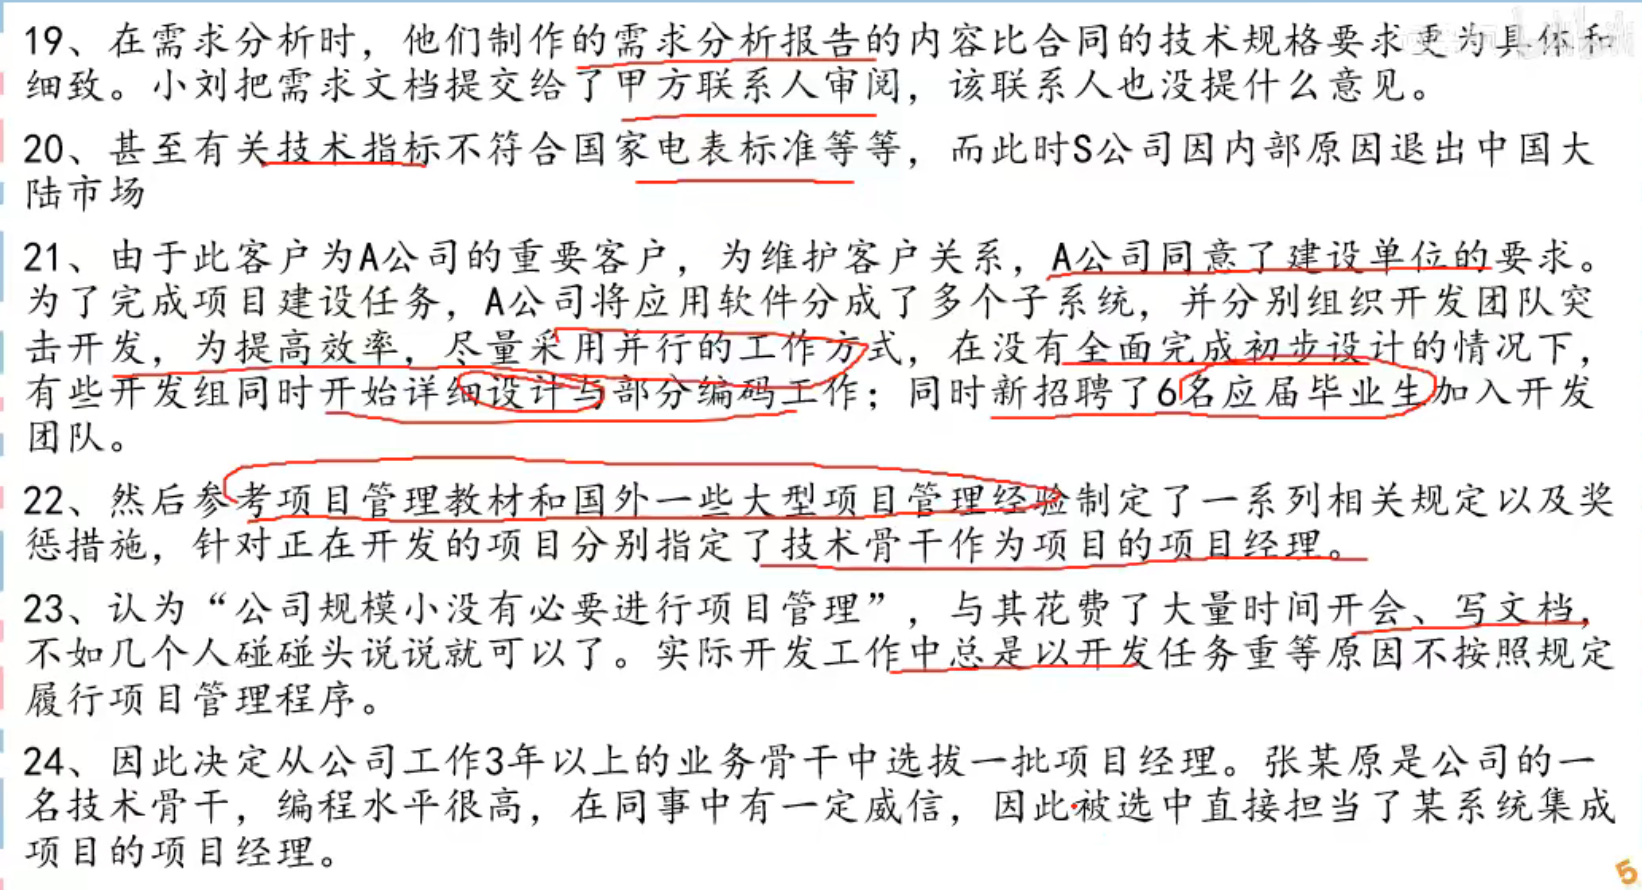 19、在需求分析时，他们制作的需求分析报告的内容比合同的技术规格要求更为具体和
细致。小刘把需求文档提交给了甲方联系人审阅，该联系人也没提什么意见。
20、甚至有关技术指标不符合国家电表标准等等，而此时S公司因内部原因退出中国大
陆市场
21、由于此客户为A公司的重要客户，为维护客户关系，A公司同意了建设单位的要求。
为了完成项目建设任务，A公司将应用软件分成了多个子系统，并分别组织开发团队突
击开发，为提高效率，尽量采用并行的工作方式，在没有全面完成初步设计的情况下，
有些开发组同时开始详细设计与部分编码工作；同时新招聘了6名应届毕业生加入开发
团队。
22、然后参考项目管理教材和国外一些大型项目管理经验制定了一系列相关规定以及奖
惩措施，针对正在开发的项目分别指定了技术骨干作为项目的项目经理。
23、认为“公司规模小没有必要进行项目管理”，与其花费了大量时间开会、写文档，
不如几个人碰碰头说说就可以了。实际开发工作中总是以开发任务重等原因不按照规定
履行项目管理程序。
24、因此决定从公司工作3年以上的业务骨干中选拔一批项目经理。张某原是公司的一
名技术骨干，编程水平很高，在同事中有一定威信，因此被选中直接担当了某系统集成
项目的项目经理。
5